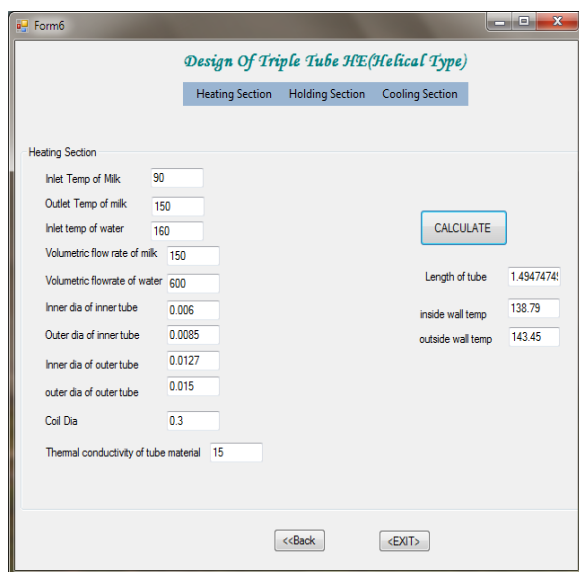 Form6
Design Of Triple Tube HE(Helical Type)
Heating Section Holding Section Cooling Section
Heating Section
Inlet Temp of Milk 90
Outlet Temp of milk 150
Inlet temp of water 160
Volumetric flow rate of milk 150
Volumetric flowrate of water 600
Inner dia of inner tube 0.006
Outer dia of inner tube 0.0085
Inner dia of outer tube 0.0127
outer dia of outer tube 0.015
Coil Dia 0.3
Thermal conductivity of tube material 15
CALCULATE
Length of tube 1.4947474
inside wall temp 138.79
outside wall temp 143.45
<<Back <EXIT>